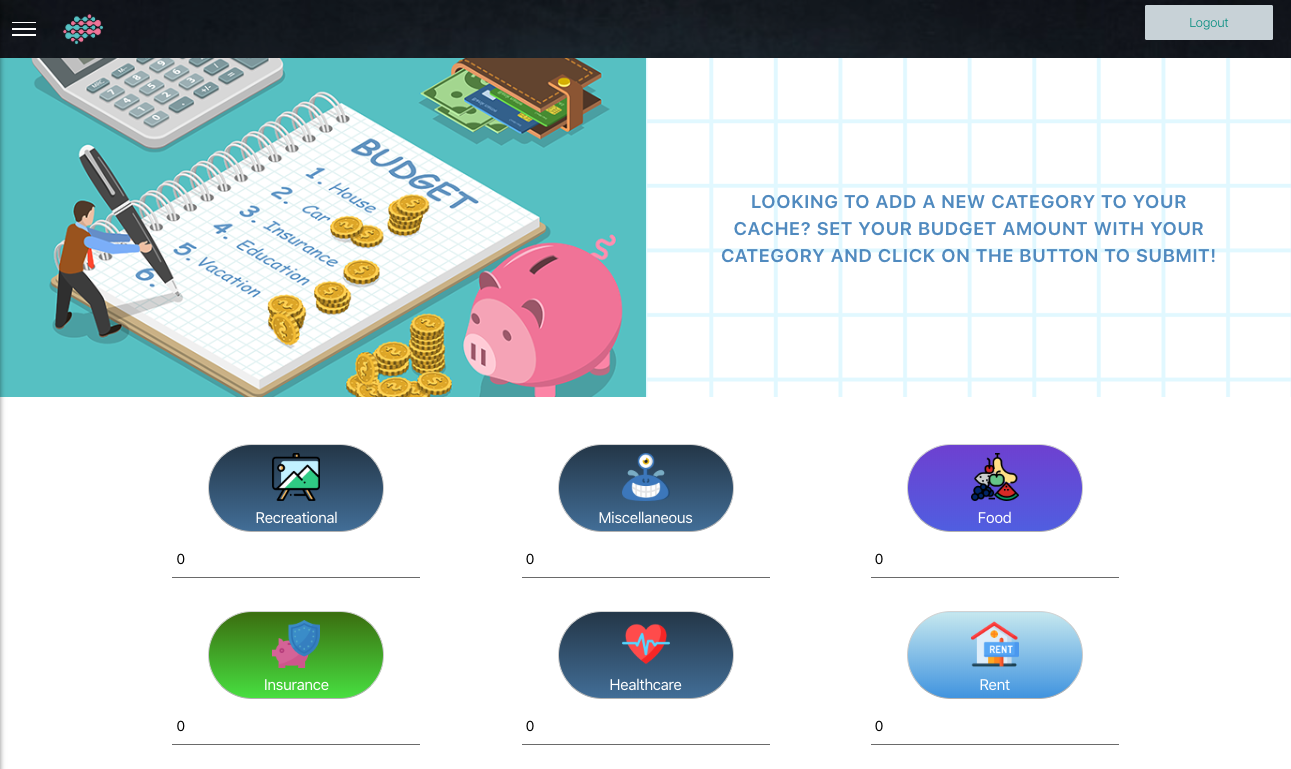 Logout
BUDGET
1. House
2. Car
3. Insurance
4. Education
5. Vacation
6.
LOOKING TO ADD A NEW CATEGORY TO YOUR
CACHE? SET YOUR BUDGET AMOUNT WITH YOUR
CATEGORY AND CLICK ON THE BUTTON TO SUBMIT!
Recreational
Miscellaneous
Food
0
0
0
RENT
Insurance
Healthcare
Rent
0
0
0